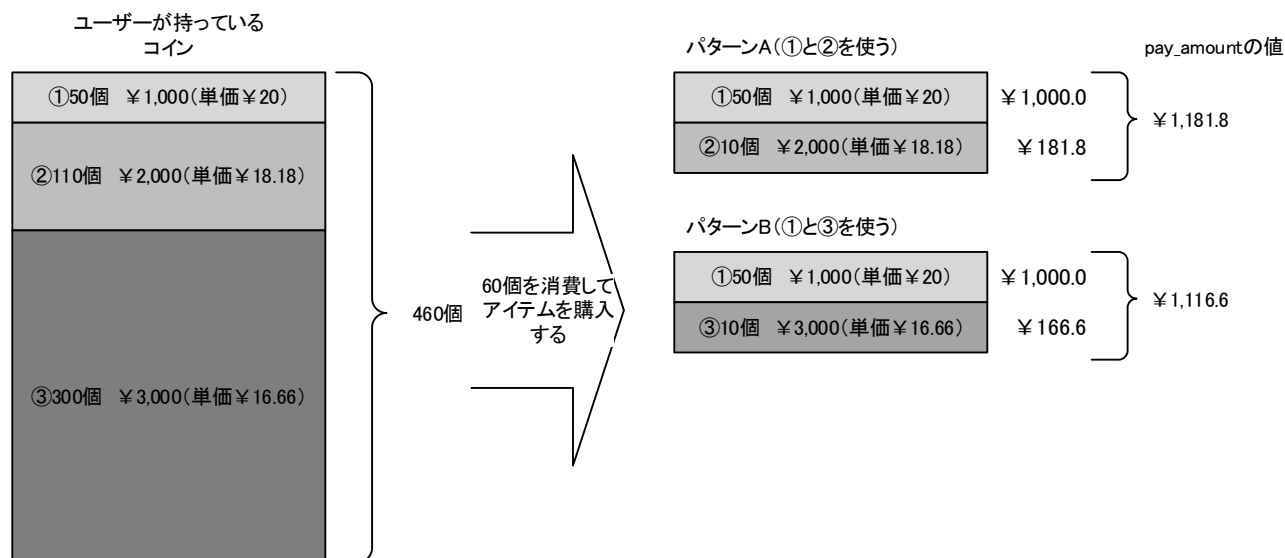 ユーザーが持っている
コイン
①50個 ￥1,000(単価￥20)
②110個 ￥2,000(単価￥18.18)
③300個 ￥3,000(単価￥16.66)
460個
60個を消費して
アイテムを購入
する
パターンA(①と②を使う)
①50個 ￥1,000(単価￥20)
￥1,000.0
②10個 ￥2,000(単価￥18.18)
￥181.8
pay_amountの値
￥1,181.8
パターンB(①と③を使う)
①50個 ￥1,000(単価￥20)
￥1,000.0
③10個 ￥3,000(単価￥16.66)
￥166.6
￥1,116.6